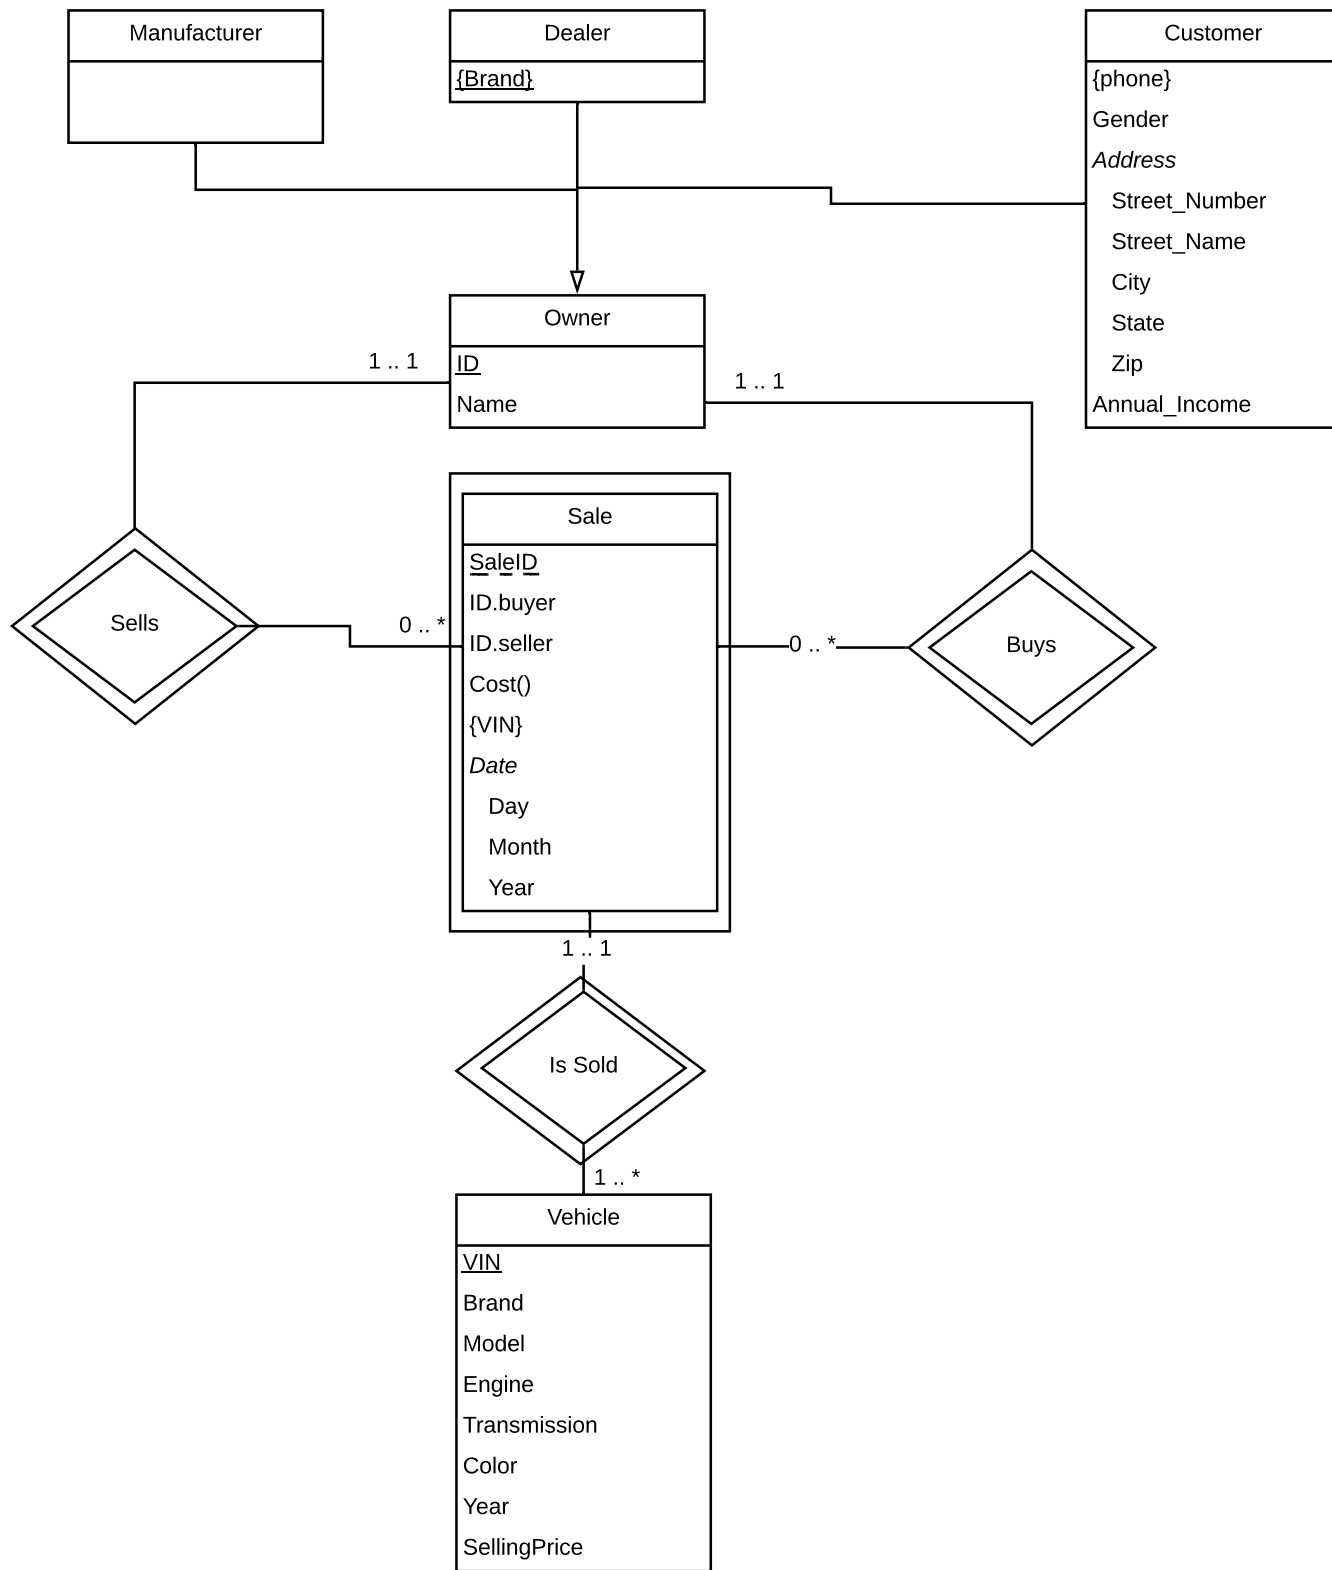 Manufacturer
Dealer
{Brand}
Customer
{phone}
Gender
Address
Street_Number
Street_Name
City
State
Zip
Annual_Income
Owner
ID
Name
1 .. 1
1 .. 1
Sells
0 .. *
Sale
SaleID
ID.buyer
ID.seller
Cost()
{VIN}
Date
Day
Month
Year
0 .. *
Buys
1 .. 1
Is Sold
1 .. *
Vehicle
VIN
Brand
Model
Engine
Transmission
Color
Year
SellingPrice